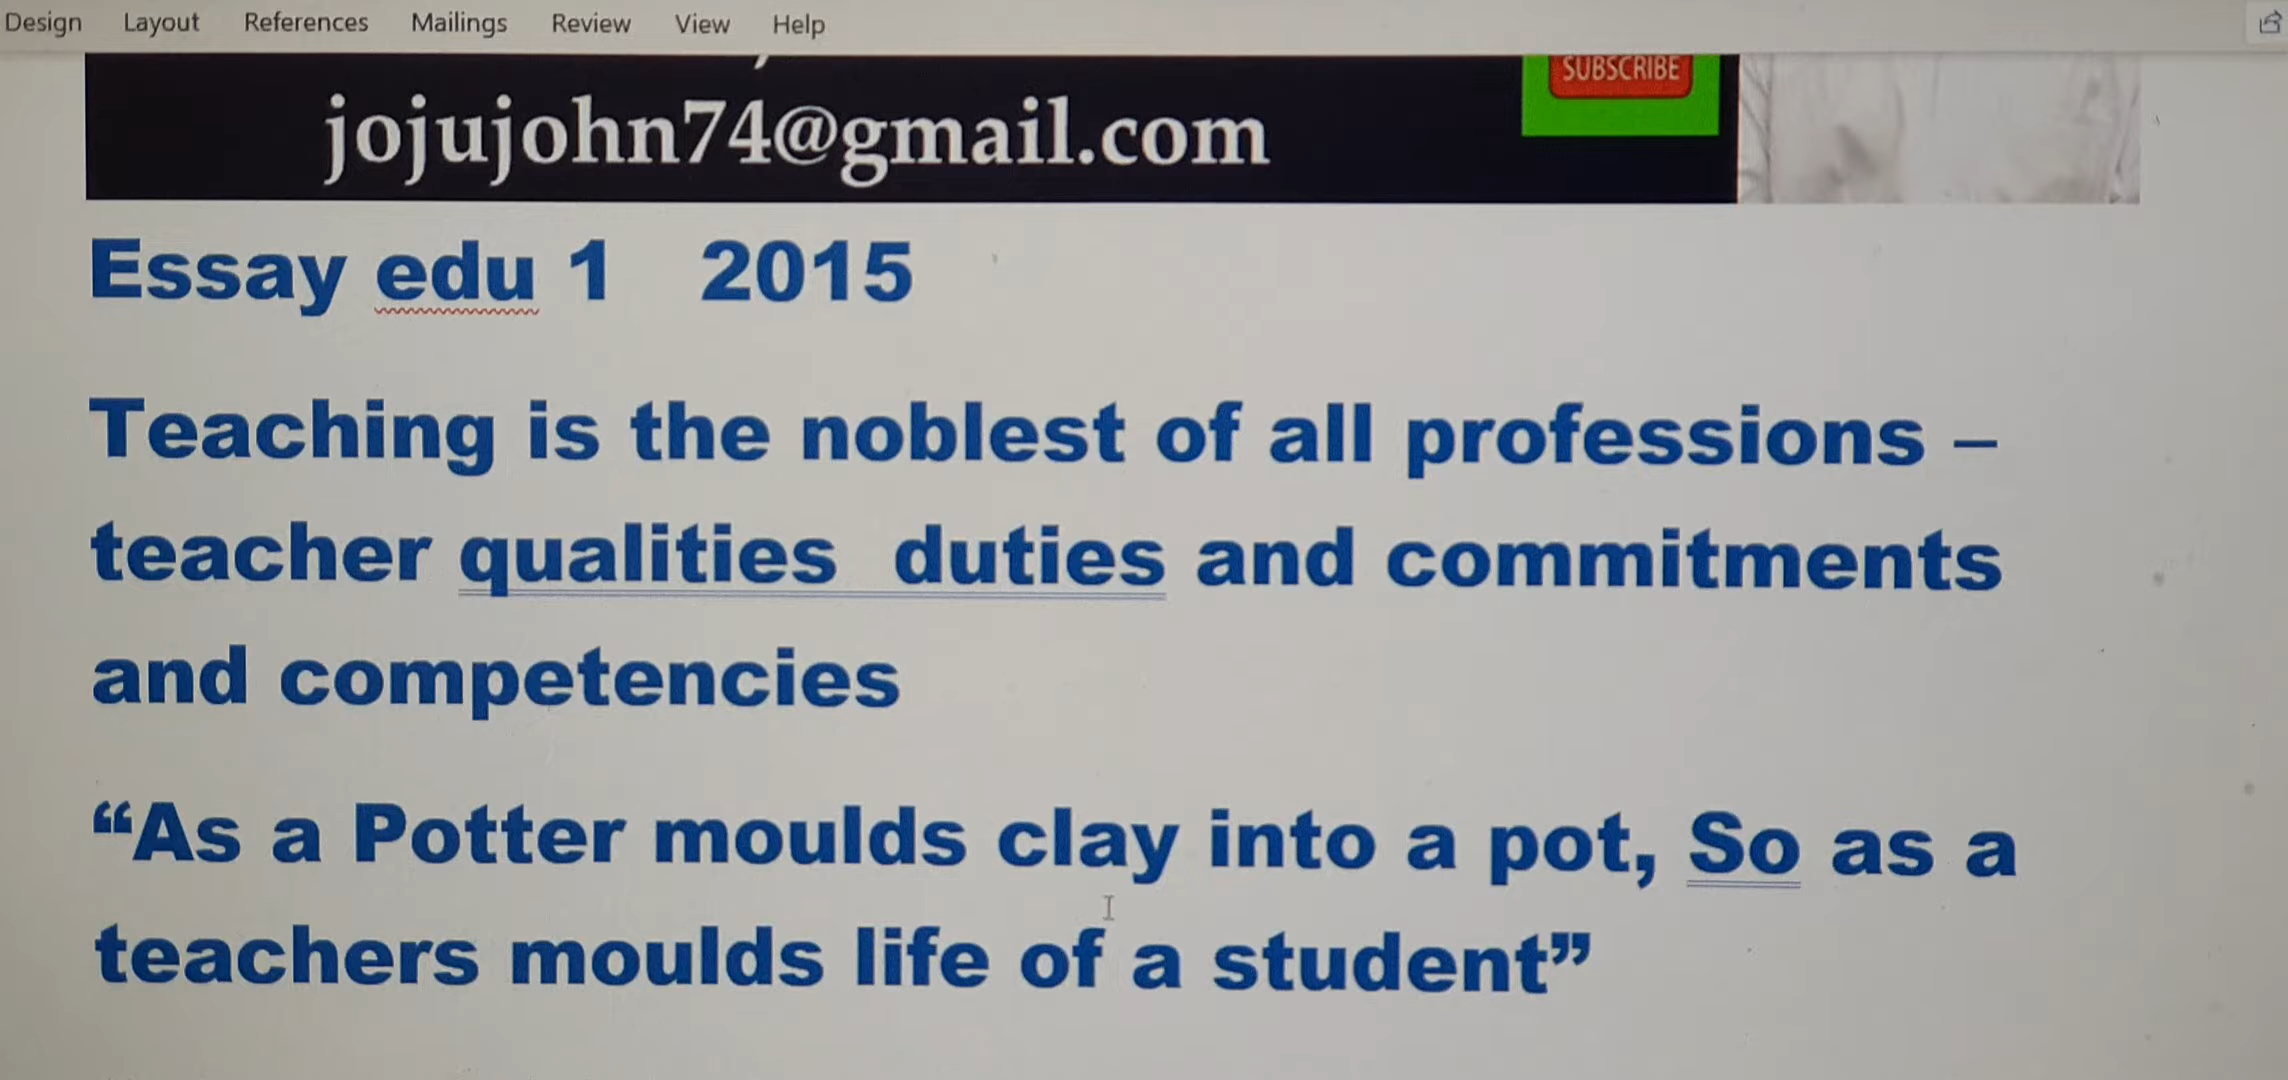 Design Layout References Mailings Review View Help
SUBSCRIBE
jojujohn74@gmail.com
Essay edu 1 2015
Teaching is the noblest of all professions –
teacher qualities duties and commitments
and competencies
“As a Potter moulds clay into a pot, So as a
teachers moulds life of a student”